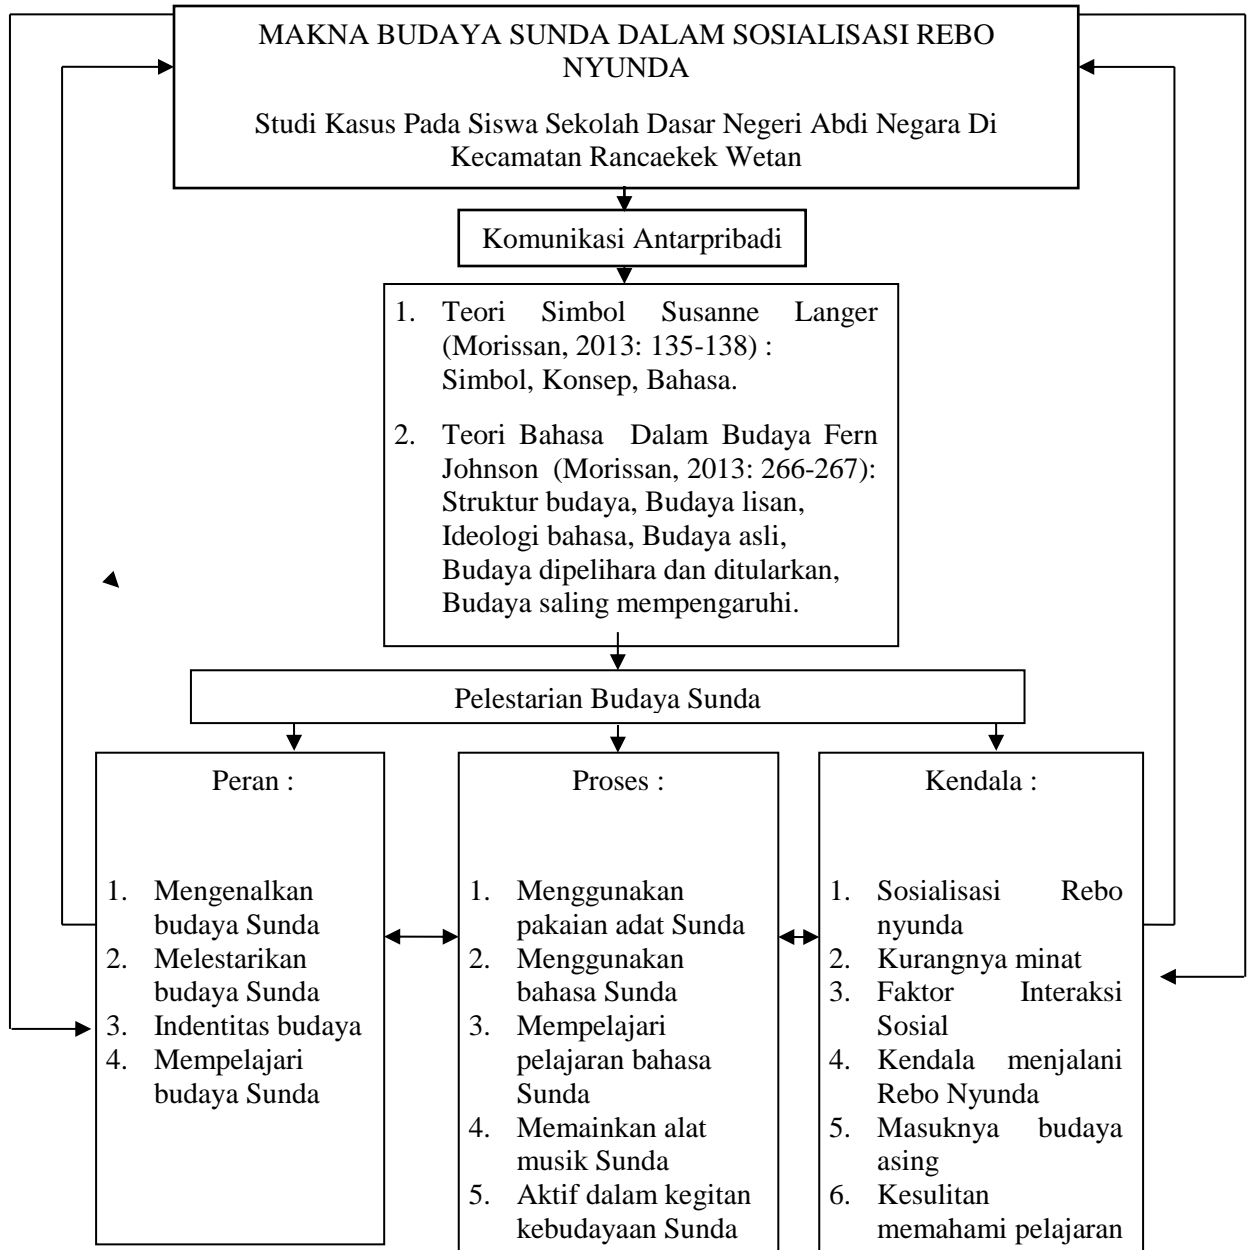 MAKNA BUDAYA SUNDA DALAM SOSIALISASI REBO
NYUNDA
Studi Kasus Pada Siswa Sekolah Dasar Negeri Abdi Negara Di
Kecamatan Rancaekek Wetan
Komunikasi Antarpribadi
1. Teori Simbol Susanne Langer
(Morissan, 2013: 135-138) :
Simbol, Konsep, Bahasa.
2. Teori Bahasa Dalam Budaya Fern
Johnson (Morissan, 2013: 266-267):
Struktur budaya, Budaya lisan,
Ideologi bahasa, Budaya asli,
Budaya dipelihara dan ditularkan,
Budaya saling mempengaruhi.
Pelestarian Budaya Sunda
Peran :
1. Mengenalkan
budaya Sunda
2. Melestarikan
budaya Sunda
3. Indentitas budaya
4. Mempelajari
budaya Sunda
Proses :
1. Menggunakan
pakaian adat Sunda
2. Menggunakan
bahasa Sunda
3. Mempelajari
pelajaran bahasa
Sunda
4. Memainkan alat
musik Sunda
5. Aktif dalam kegitan
kebudayaan Sunda
Kendala :
1. Sosialisasi Rebo
nyunda
2. Kurangnya minat
3. Faktor Interaksi
Sosial
4. Kendala menjalani
Rebo Nyunda
5. Masuknya budaya
asing
6. Kesulitan
memahami pelajaran